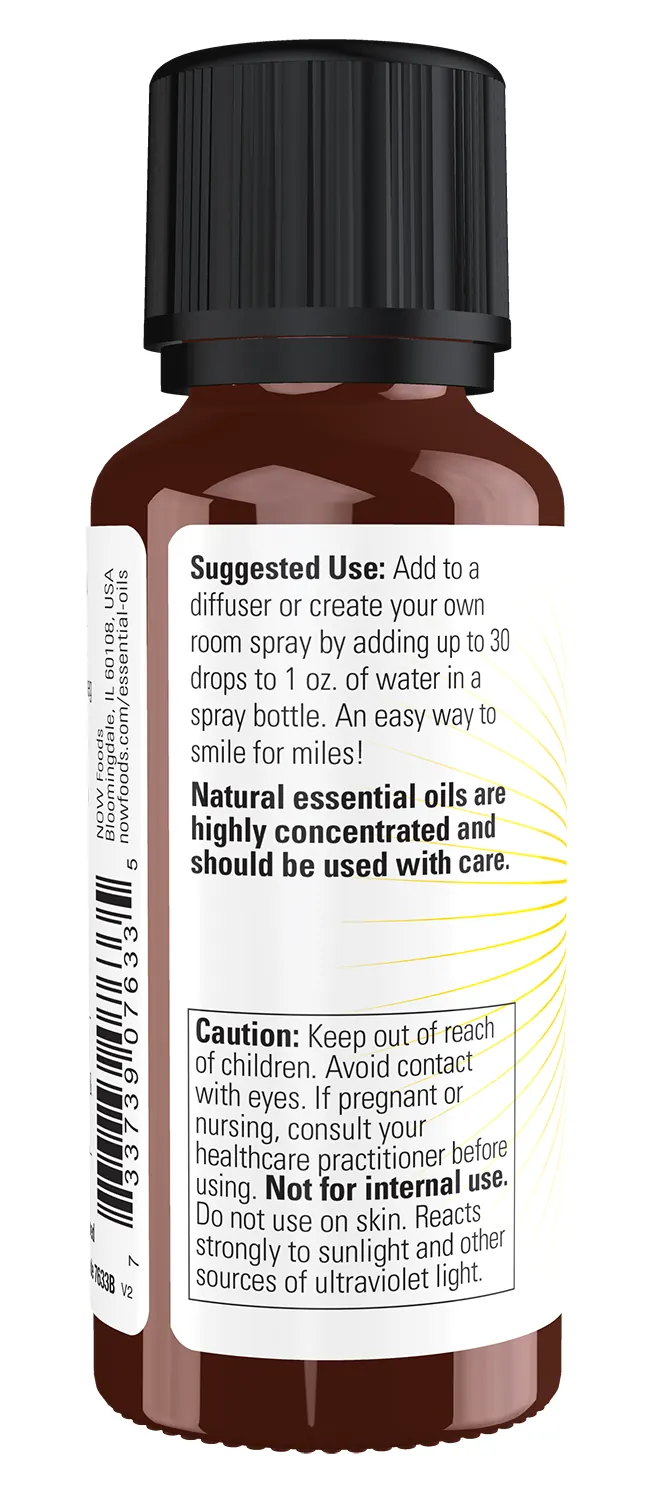 Suggested Use: Add to a
diffuser or create your own
room spray by adding up to 30
drops to 1 oz. of water in a
spray bottle. An easy way to
smile for miles!
Natural essential oils are
highly concentrated and
should be used with care.
Caution: Keep out of reach
of children. Avoid contact
with eyes. If pregnant or
nursing, consult your
healthcare practitioner before
using. Not for internal use.
Do not use on skin. Reacts
strongly to sunlight and other
sources of ultraviolet light.
NOW Foods
Bloomingdale, IL 60108, USA
nowfoods.com/essential-oils
7 33739 07633 5
7633B V2